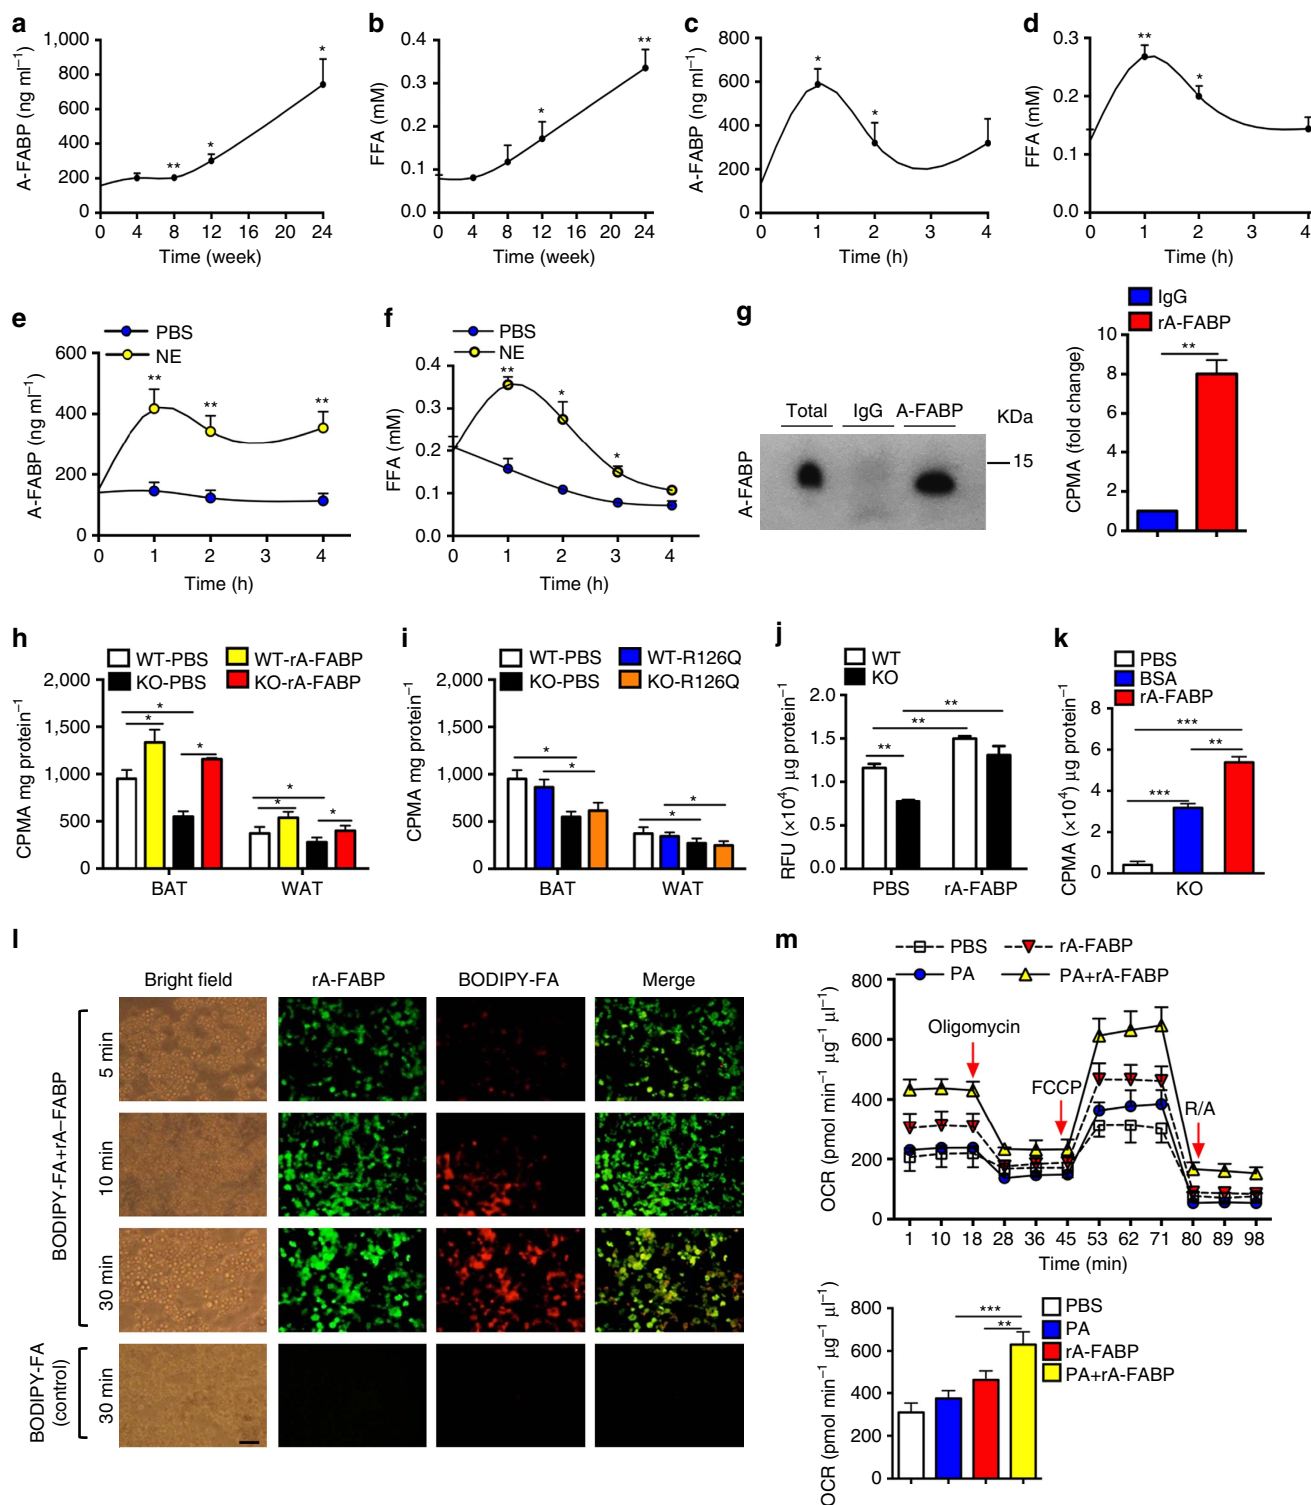 a
A-FABP (ng ml⁻¹)
1,000
800
600
400
200
0
*
**
*
0 4 8 12 16 20 24
Time (week)
b
FFA (mM)
0.4
0.3
0.2
0.1
0.0
**
*
0 4 8 12 16 20 24
Time (week)
c
A-FABP (ng ml⁻¹)
800
600
400
200
0
*
*
0 1 2 3 4
Time (h)
d
FFA (mM)
0.3
0.2
0.1
0.0
**
*
0 1 2 3 4
Time (h)
e
PBS
NE
A-FABP (ng ml⁻¹)
600
400
200
0
** ** **
0 1 2 3 4
Time (h)
f
PBS
NE
FFA (mM)
0.4
0.3
0.2
0.1
0.0
**
*
*
0 1 2 3 4
Time (h)
g
Total IgG A-FABP KDa
15
A-FABP
IgG
rA-FABP
CPMA (fold change)
10
8
6
4
2
0
**
h
WT-PBS WT-rA-FABP
KO-PBS KO-rA-FABP
CPMA mg protein⁻¹
2,000
1,500
1,000
500
0
*
* *
*
* *
BAT WAT
i
WT-PBS WT-R126Q
KO-PBS KO-R126Q
CPMA mg protein⁻¹
2,000
1,500
1,000
500
0
*
*
*
*
BAT WAT
j
WT
KO
RFU (×10⁴) µg protein⁻¹
2.0
1.5
1.0
0.5
0.0
**
**
**
PBS rA-FABP
k
PBS
BSA
rA-FABP
CPMA (×10⁴) µg protein⁻¹
8
6
4
2
0
***
**
***
KO
l
Bright field rA-FABP BODIPY-FA Merge
BODIPY-FA+rA–FABP
5 min
10 min
30 min
BODIPY-FA
(control)
30 min
m
PBS rA-FABP
PA PA+rA-FABP
OCR (pmol min⁻¹ µg⁻¹ µl⁻¹)
800
600
400
200
0
Oligomycin
FCCP
R/A
1 10 18 28 36 45 53 62 71 80 89 98
Time (min)
OCR (pmol min⁻¹ µg⁻¹ µl⁻¹)
800
600
400
200
0
***
**
PBS
PA
rA-FABP
PA+rA-FABP